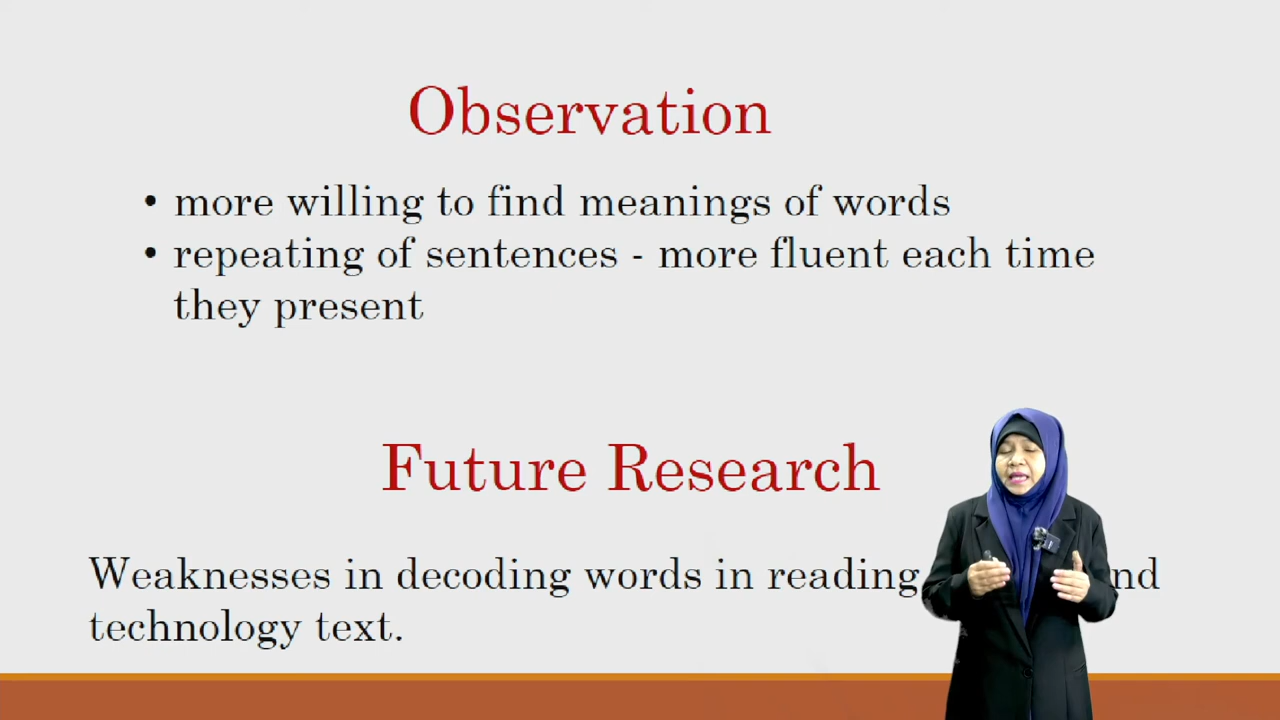 Observation
• more willing to find meanings of words
• repeating of sentences - more fluent each time
they present
Future Research
Weaknesses in decoding words in reading nd
technology text.